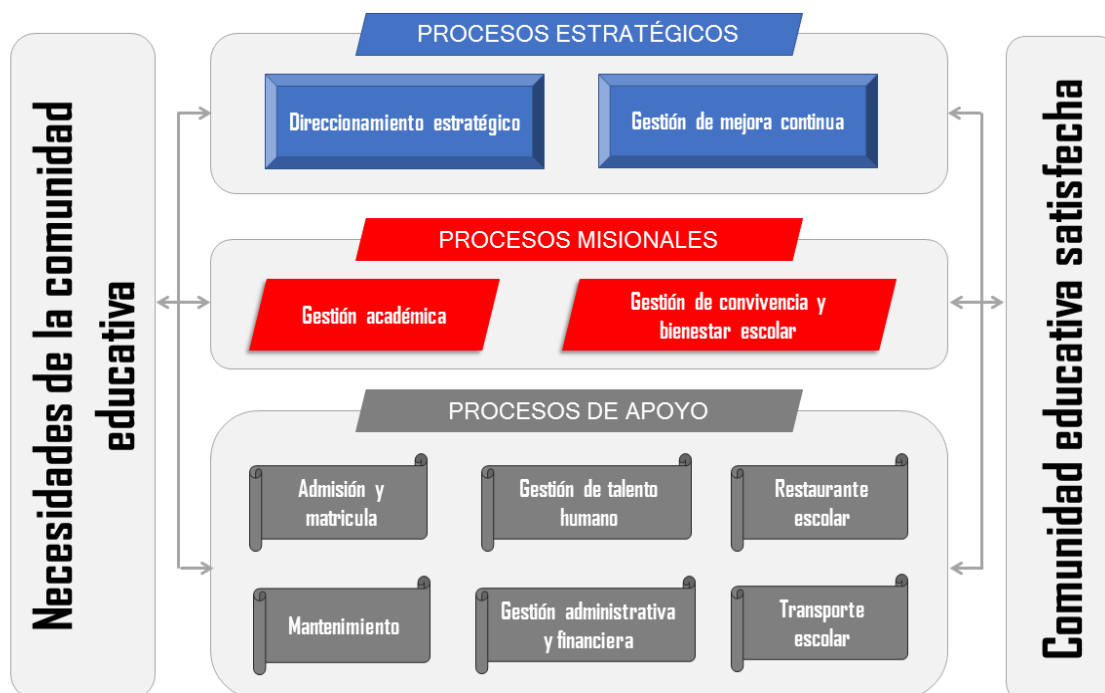 Necesidades de la comunidad
educativa
PROCESOS ESTRATÉGICOS
Direccionamiento estratégico
Gestión de mejora continua
PROCESOS MISIONALES
Gestión académica
Gestión de convivencia y
bienestar escolar
PROCESOS DE APOYO
Admisión y
matricula
Gestión de talento
humano
Restaurante
escolar
Mantenimiento
Gestión administrativa
y financiera
Transporte
escolar
Comunidad educativa satisfecha